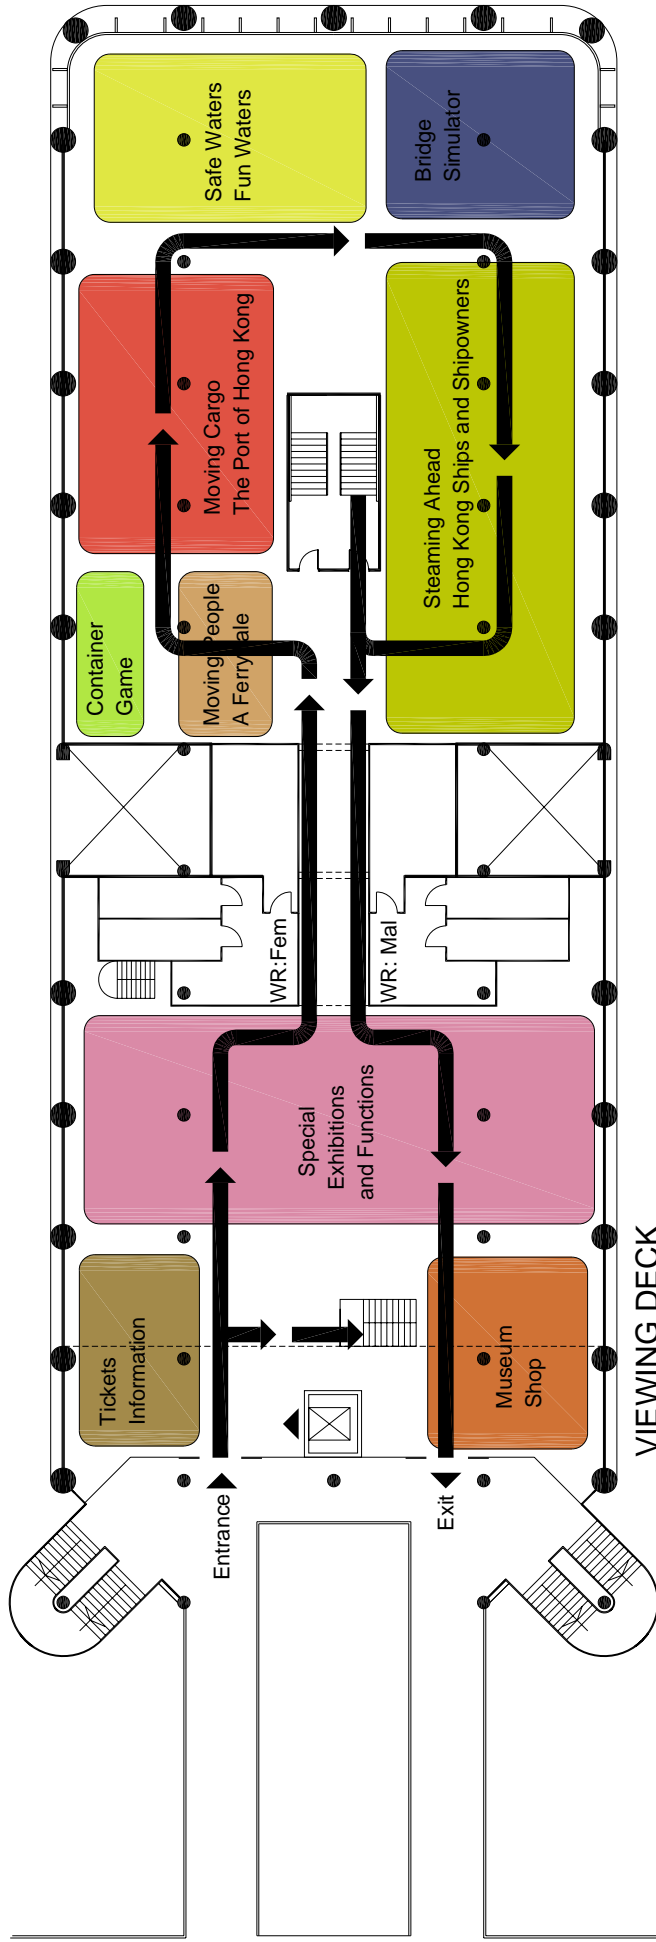 Safe Waters
Fun Waters
Bridge
Simulator
Moving Cargo
The Port of Hong Kong
Steaming Ahead
Hong Kong Ships and Shipowners
Container
Game
Moving People
A Ferry Tale
WR:Fem
WR: Mal
Special
Exhibitions
and Functions
Tickets
Information
Museum
Shop
Entrance
Exit
VIEWING DECK